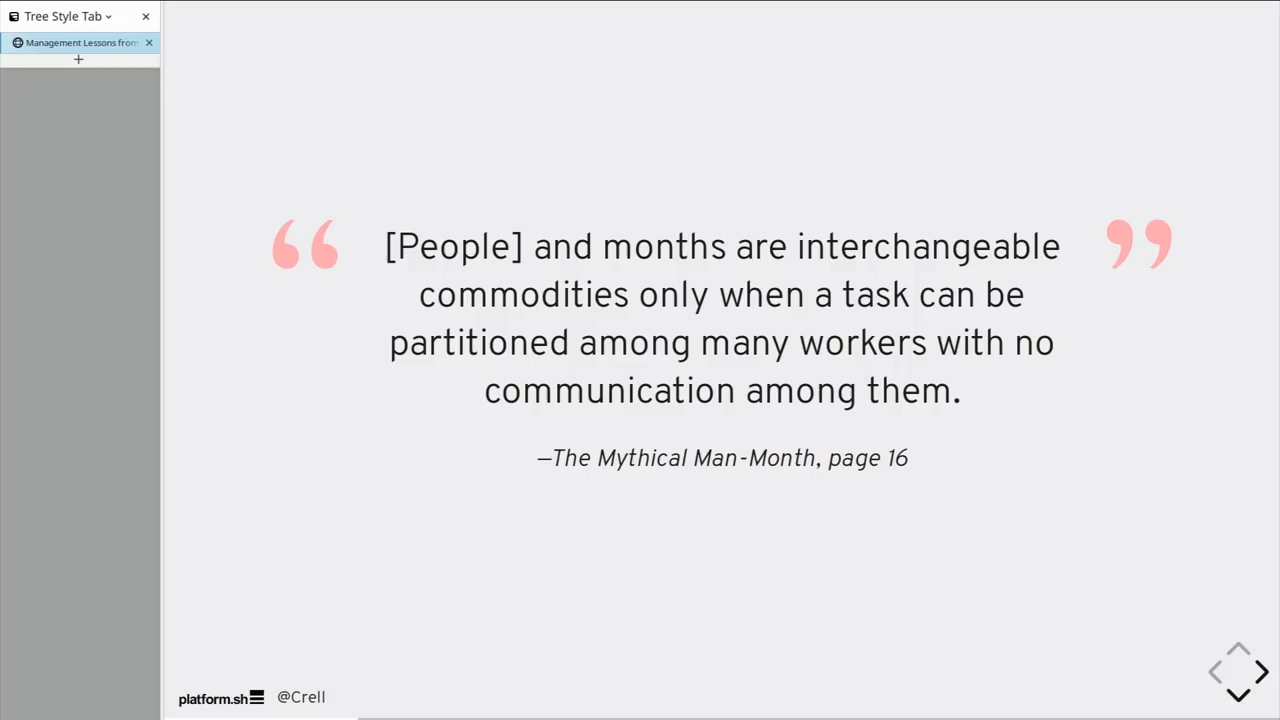 Tree Style Tab
Management Lessons from
“ [People] and months are interchangeable ”
commodities only when a task can be
partitioned among many workers with no
communication among them.
—The Mythical Man-Month, page 16
platform.sh @Crell